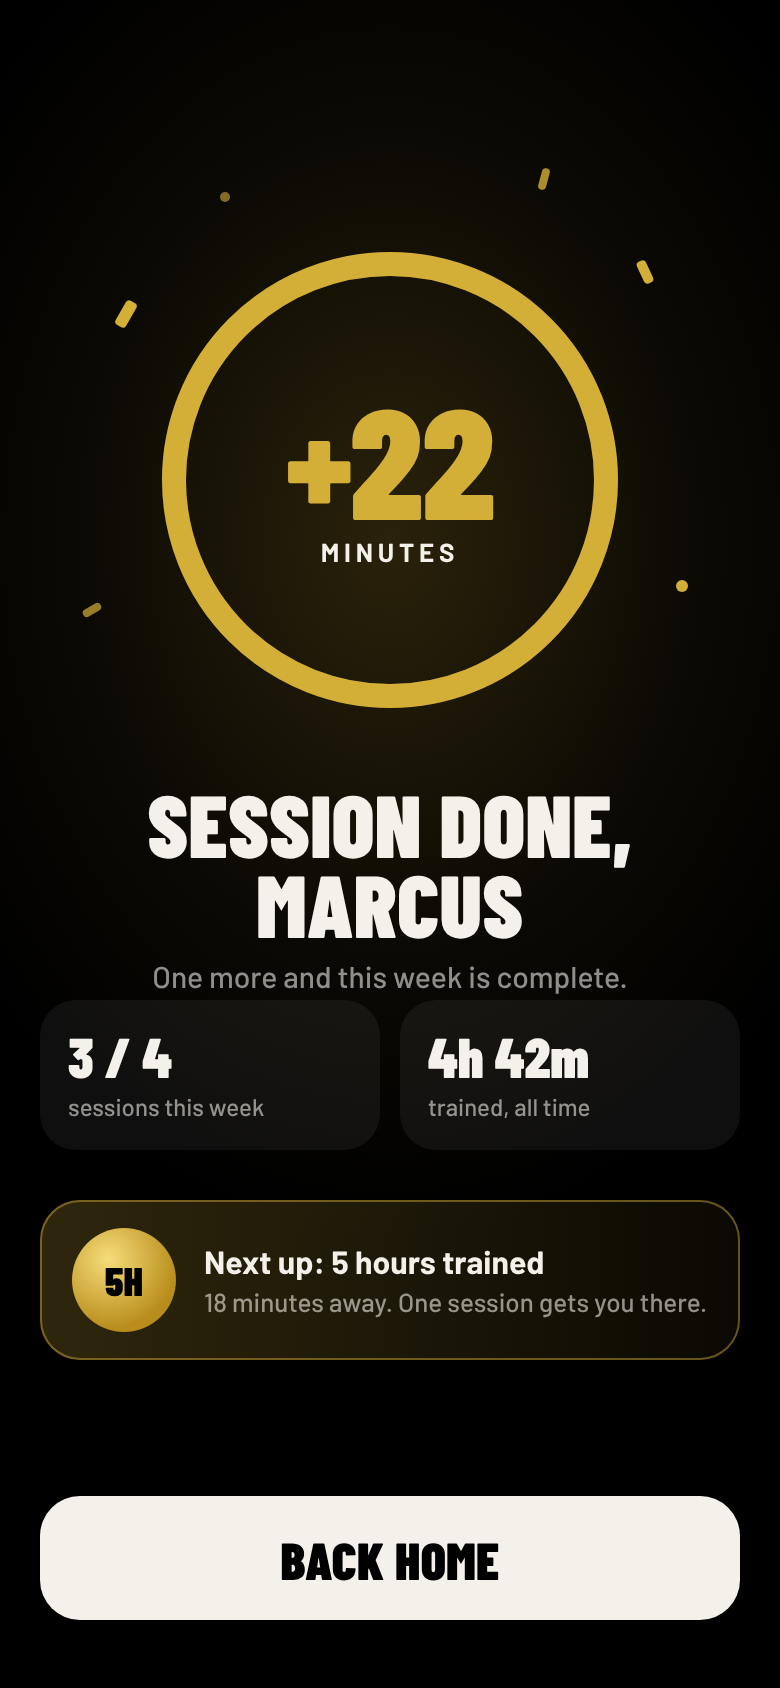 +22
MINUTES
SESSION DONE,
MARCUS
One more and this week is complete.
3 / 4
sessions this week
4h 42m
trained, all time
5H
Next up: 5 hours trained
18 minutes away. One session gets you there.
BACK HOME